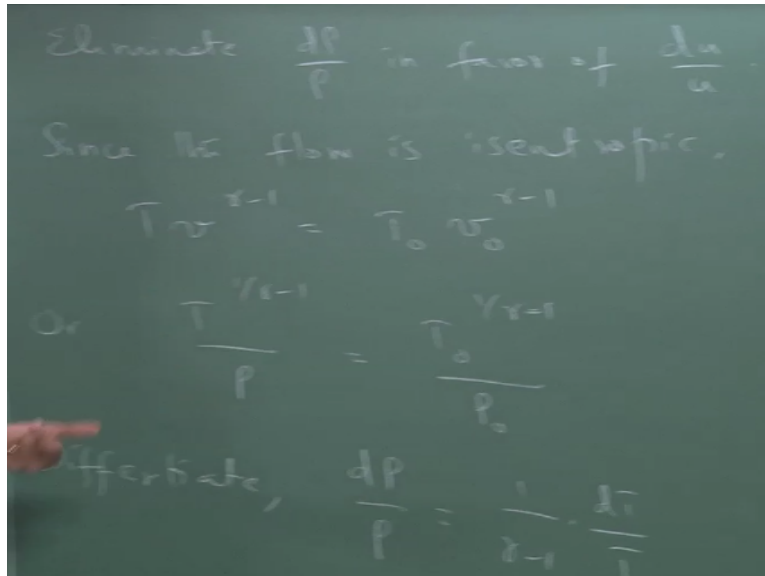 Eliminate dρ/ρ in favor of du/u.
Since the flow is isentropic,
T v^{γ-1} = T₀ v₀^{γ-1}
Or T^{1/γ-1}/ρ = T₀^{1/γ-1}/ρ₀
Differtiate, dρ/ρ = 1/γ-1 · dT/T